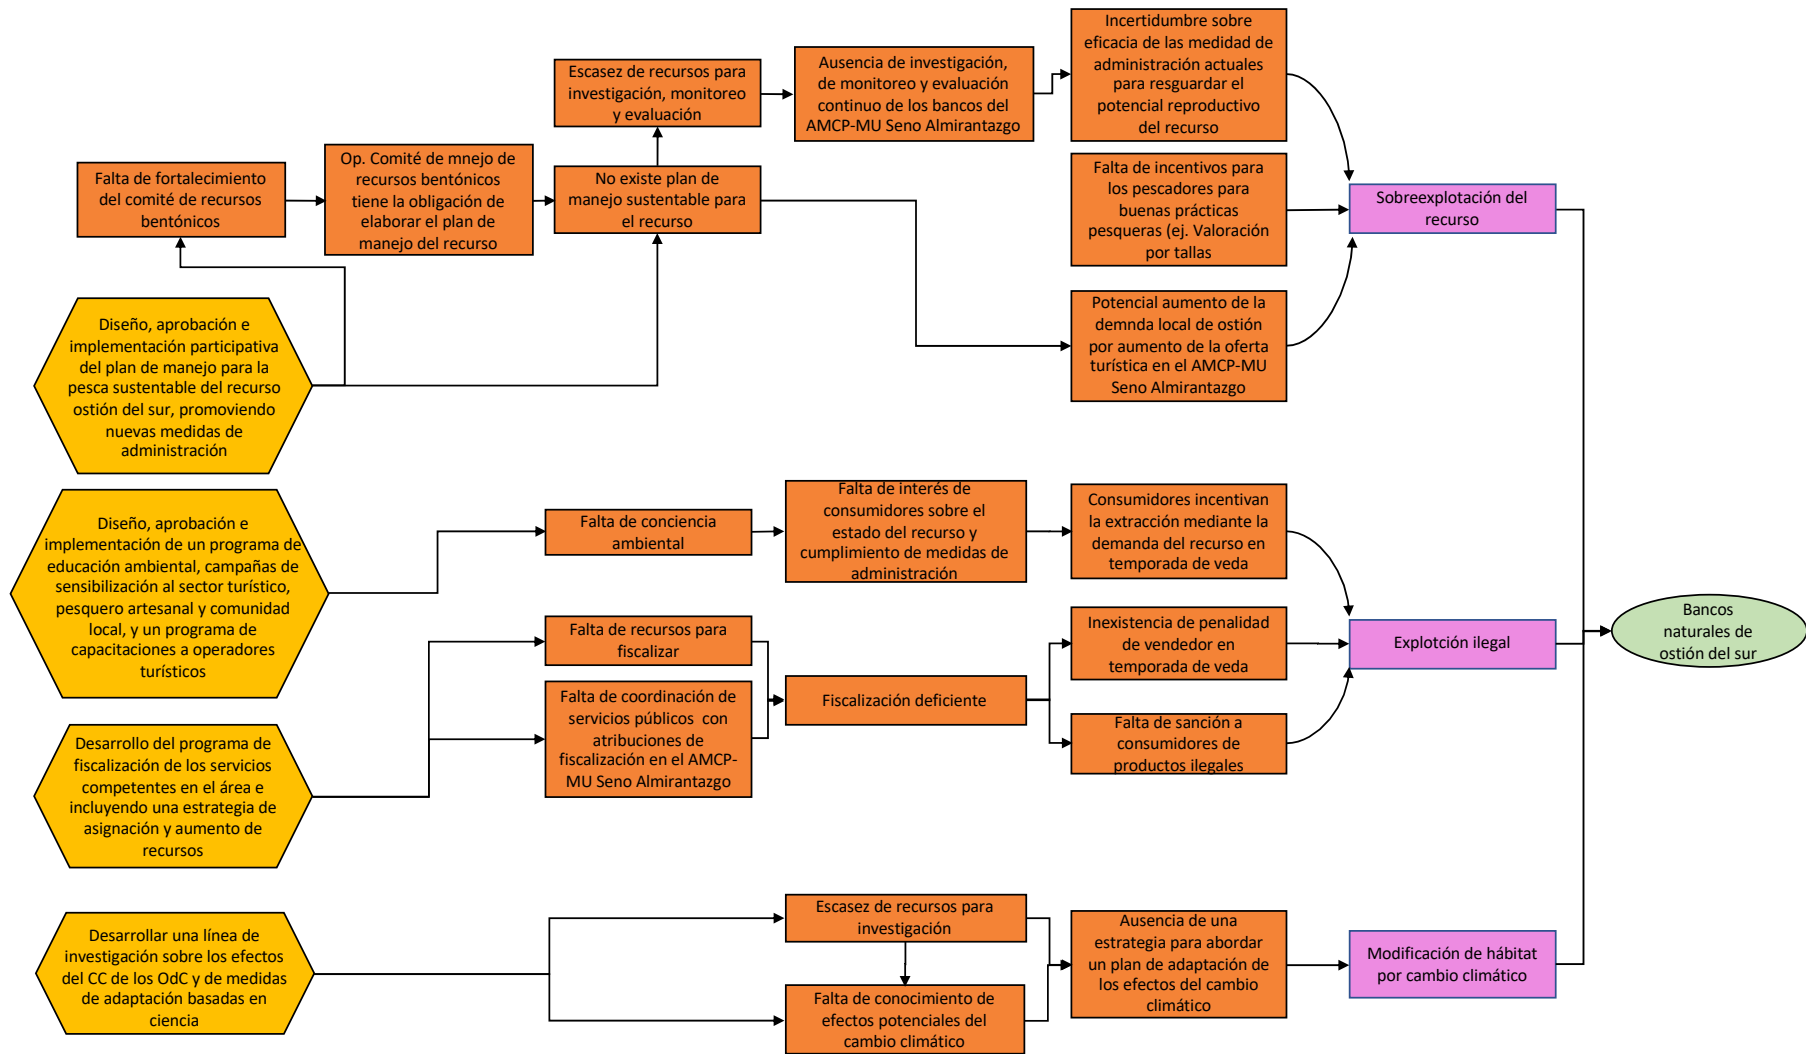 Incertidumbre sobre
eficacia de las medidad de
administración actuales
para resguardar el
potencial reproductivo
del recurso
Escasez de recursos para
investigación, monitoreo
y evaluación
Ausencia de investigación,
de monitoreo y evaluación
continuo de los bancos del
AMCP-MU Seno Almirantazgo
Falta de fortalecimiento
del comité de recursos
bentónicos
Op. Comité de mnejo de
recursos bentónicos
tiene la obligación de
elaborar el plan de
manejo del recurso
No existe plan de
manejo sustentable para
el recurso
Falta de incentivos para
los pescadores para
buenas prácticas
pesqueras (ej. Valoración
por tallas
Sobreexplotación del
recurso
Diseño, aprobación e
implementación participativa
del plan de manejo para la
pesca sustentable del recurso
ostión del sur, promoviendo
nuevas medidas de
administración
Potencial aumento de la
demnda local de ostión
por aumento de la oferta
turística en el AMCP-MU
Seno Almirantazgo
Diseño, aprobación e
implementación de un programa de
educación ambiental, campañas de
sensibilización al sector turístico,
pesquero artesanal y comunidad
local, y un programa de
capacitaciones a operadores
turísticos
Falta de conciencia
ambiental
Falta de interés de
consumidores sobre el
estado del recurso y
cumplimiento de medidas de
administración
Consumidores incentivan
la extracción mediante la
demanda del recurso en
temporada de veda
Falta de recursos para
fiscalizar
Inexistencia de penalidad
de vendedor en
temporada de veda
Explotción ilegal
Bancos
naturales de
ostión del sur
Falta de coordinación de
servicios públicos  con
atribuciones de
fiscalización en el AMCP-
MU Seno Almirantazgo
Fiscalización deficiente
Falta de sanción a
consumidores de
productos ilegales
Desarrollo del programa de
fiscalización de los servicios
competentes en el área e
incluyendo una estrategia de
asignación y aumento de
recursos
Escasez de recursos para
investigación
Desarrollar una línea de
investigación sobre los efectos
del CC de los OdC y de medidas
de adaptación basadas en
ciencia
Ausencia de una
estrategia para abordar
un plan de adaptación de
los efectos del cambio
climático
Modificación de hábitat
por cambio climático
Falta de conocimiento de
efectos potenciales del
cambio climático